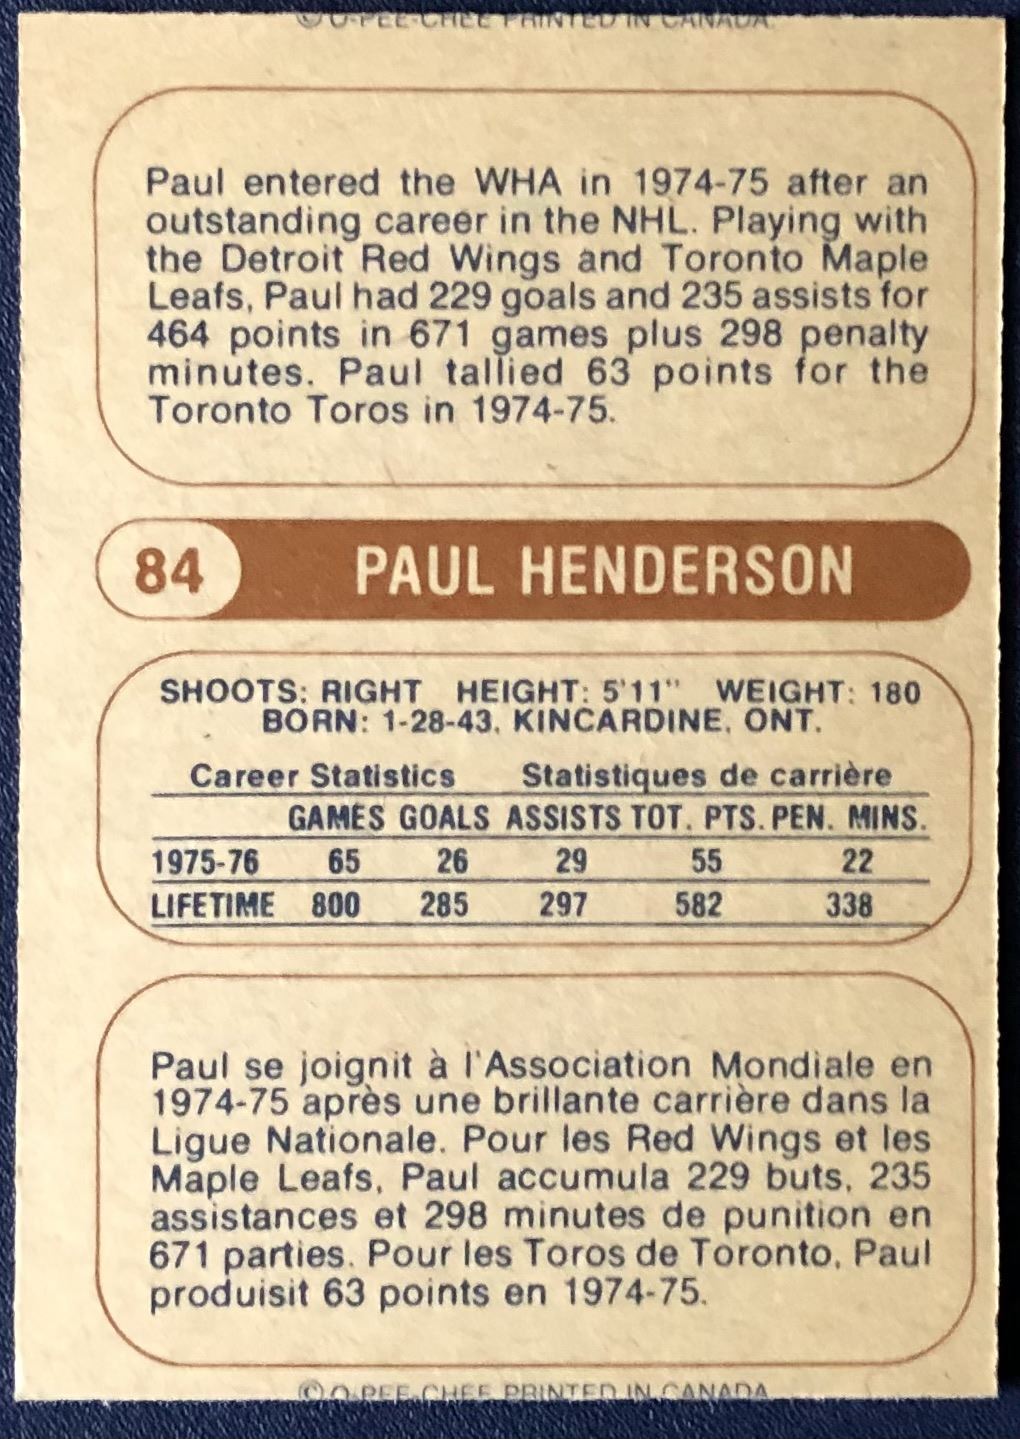 © O-PEE-CHEE PRINTED IN CANADA
Paul entered the WHA in 1974-75 after an
outstanding career in the NHL. Playing with
the Detroit Red Wings and Toronto Maple
Leafs, Paul had 229 goals and 235 assists for
464 points in 671 games plus 298 penalty
minutes. Paul tallied 63 points for the
Toronto Toros in 1974-75.
84 PAUL HENDERSON
SHOOTS: RIGHT HEIGHT: 5'11" WEIGHT: 180
BORN: 1-28-43, KINCARDINE, ONT.
Career Statistics Statistiques de carrière
GAMES GOALS ASSISTS TOT. PTS. PEN. MINS.
1975-76 65 26 29 55 22
LIFETIME 800 285 297 582 338
Paul se joignit à l'Association Mondiale en
1974-75 après une brillante carrière dans la
Ligue Nationale. Pour les Red Wings et les
Maple Leafs, Paul accumula 229 buts, 235
assistances et 298 minutes de punition en
671 parties. Pour les Toros de Toronto, Paul
produisit 63 points en 1974-75.
© O-PEE-CHEE PRINTED IN CANADA